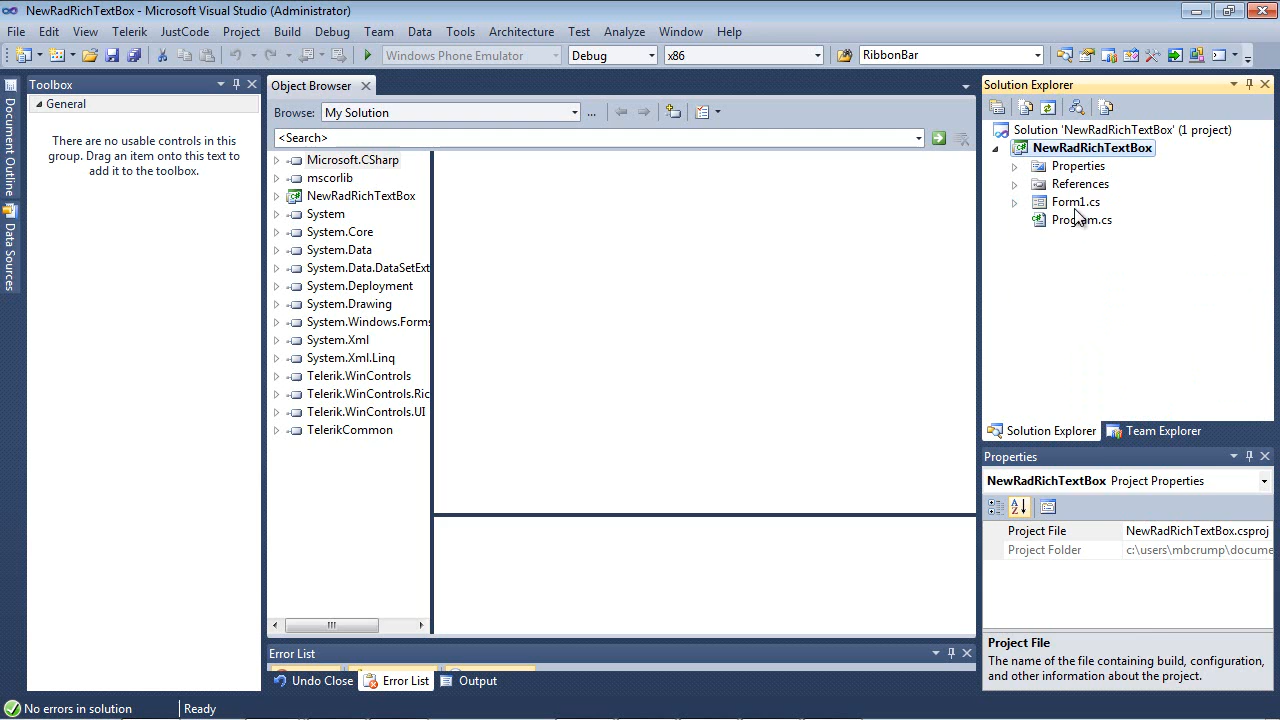 NewRadRichTextBox - Microsoft Visual Studio (Administrator)
File Edit View Telerik JustCode Project Build Debug Team Data Tools Architecture Test Analyze Window Help
Windows Phone Emulator Debug x86 RibbonBar
Document Outline
Data Sources
Toolbox
General
There are no usable controls in this
group. Drag an item onto this text to
add it to the toolbox.
Object Browser
Browse: My Solution ...
<Search>
Microsoft.CSharp
mscorlib
NewRadRichTextBox
System
System.Core
System.Data
System.Data.DataSetExt
System.Deployment
System.Drawing
System.Windows.Forms
System.Xml
System.Xml.Linq
Telerik.WinControls
Telerik.WinControls.Ric
Telerik.WinControls.UI
TelerikCommon
Error List
Undo Close Error List Output
Solution Explorer
Solution 'NewRadRichTextBox' (1 project)
NewRadRichTextBox
Properties
References
Form1.cs
Program.cs
Solution Explorer Team Explorer
Properties
NewRadRichTextBox Project Properties
Project File NewRadRichTextBox.csproj
Project Folder c:\users\mbcrump\docume
Project File
The name of the file containing build, configuration,
and other information about the project.
No errors in solution Ready